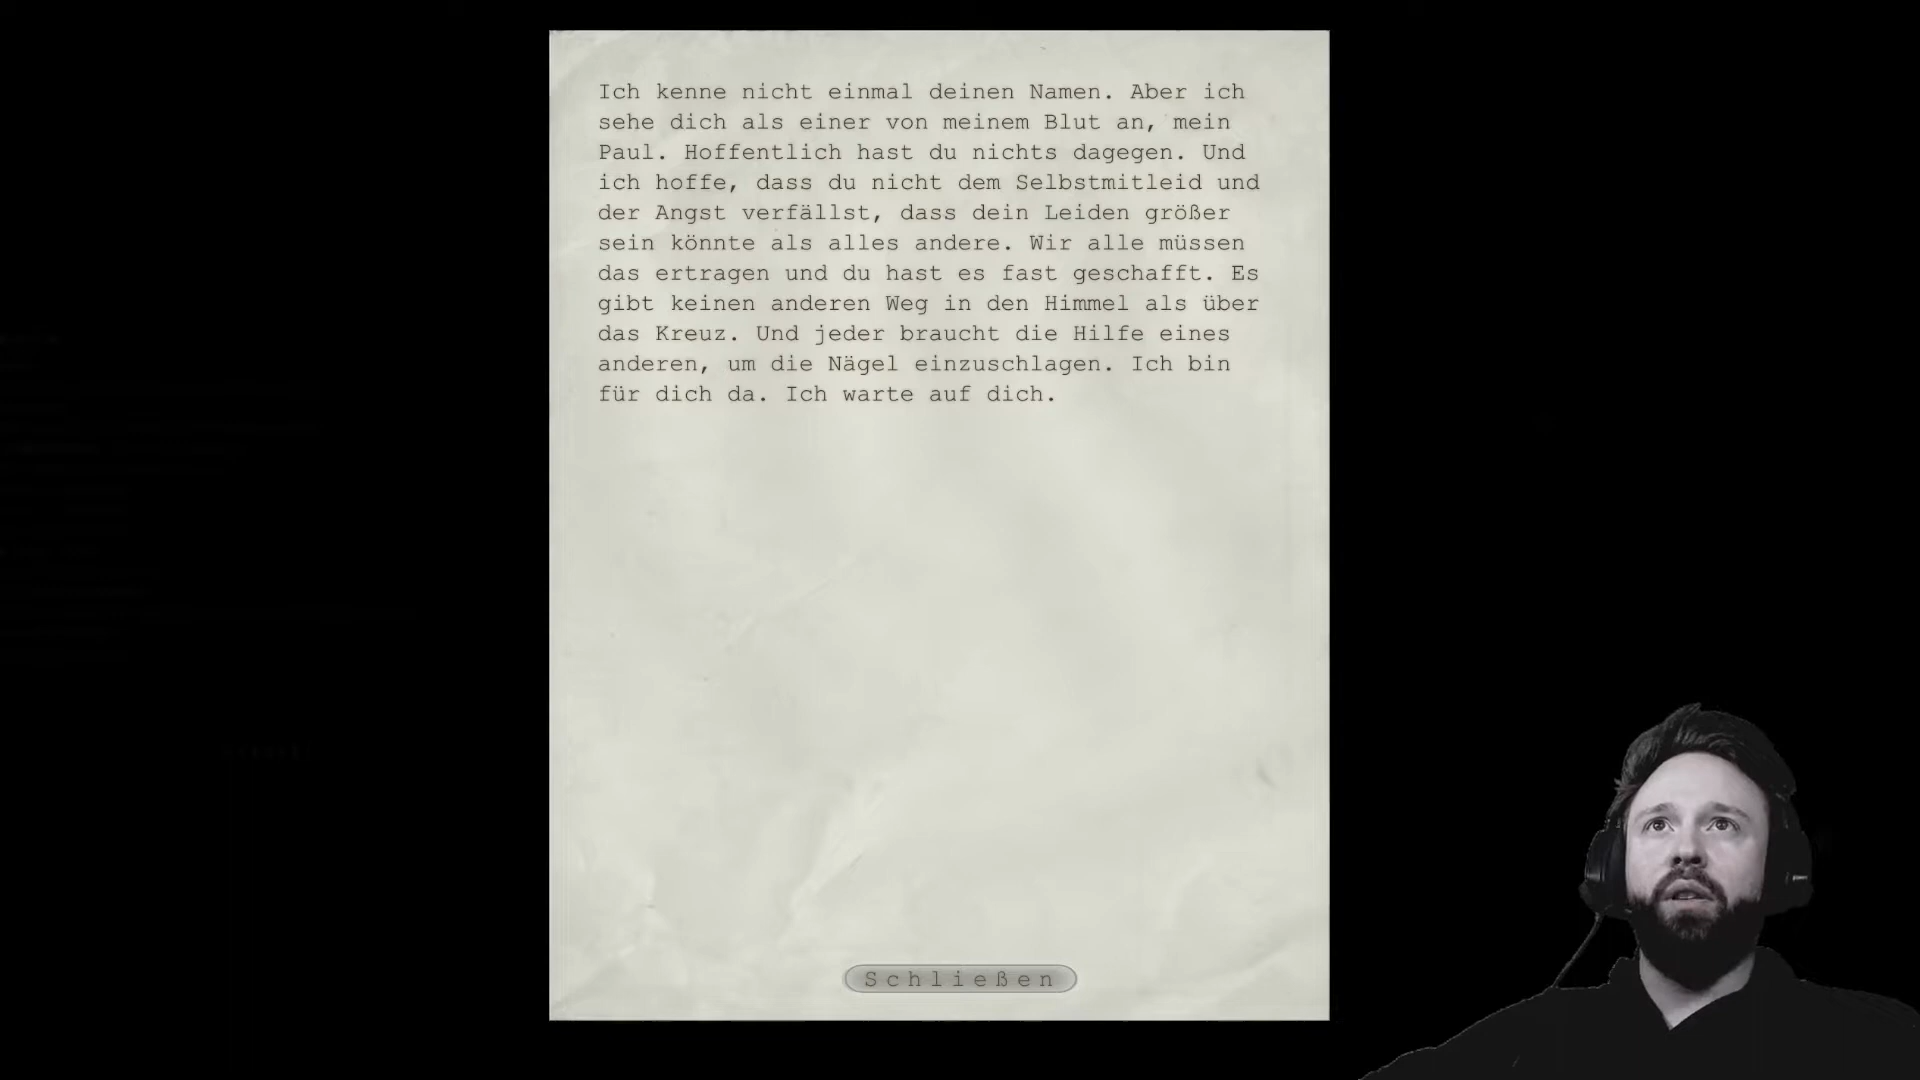 Ich kenne nicht einmal deinen Namen. Aber ich
sehe dich als einer von meinem Blut an, mein
Paul. Hoffentlich hast du nichts dagegen. Und
ich hoffe, dass du nicht dem Selbstmitleid und
der Angst verfällst, dass dein Leiden größer
sein könnte als alles andere. Wir alle müssen
das ertragen und du hast es fast geschafft. Es
gibt keinen anderen Weg in den Himmel als über
das Kreuz. Und jeder braucht die Hilfe eines
anderen, um die Nägel einzuschlagen. Ich bin
für dich da. Ich warte auf dich.
Schließen